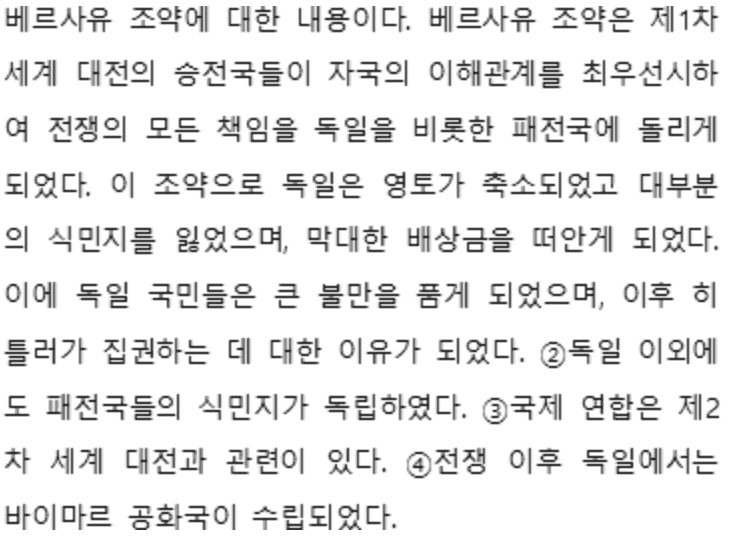 베르사유 조약에 대한 내용이다. 베르사유 조약은 제1차
세계 대전의 승전국들이 자국의 이해관계를 최우선시하
여 전쟁의 모든 책임을 독일을 비롯한 패전국에 돌리게
되었다. 이 조약으로 독일은 영토가 축소되었고 대부분
의 식민지를 잃었으며, 막대한 배상금을 떠안게 되었다.
이에 독일 국민들은 큰 불만을 품게 되었으며, 이후 히
틀러가 집권하는 데 대한 이유가 되었다. ②독일 이외에
도 패전국들의 식민지가 독립하였다. ③국제 연합은 제2
차 세계 대전과 관련이 있다. ④전쟁 이후 독일에서는
바이마르 공화국이 수립되었다.